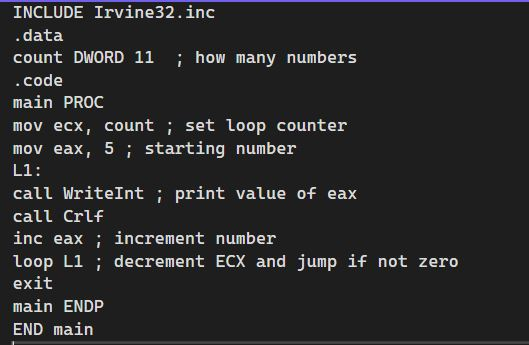 INCLUDE Irvine32.inc
.data
count DWORD 11  ; how many numbers
.code
main PROC
mov ecx, count ; set loop counter
mov eax, 5 ; starting number
L1:
call WriteInt ; print value of eax
call Crlf
inc eax ; increment number
loop L1 ; decrement ECX and jump if not zero
exit
main ENDP
END main